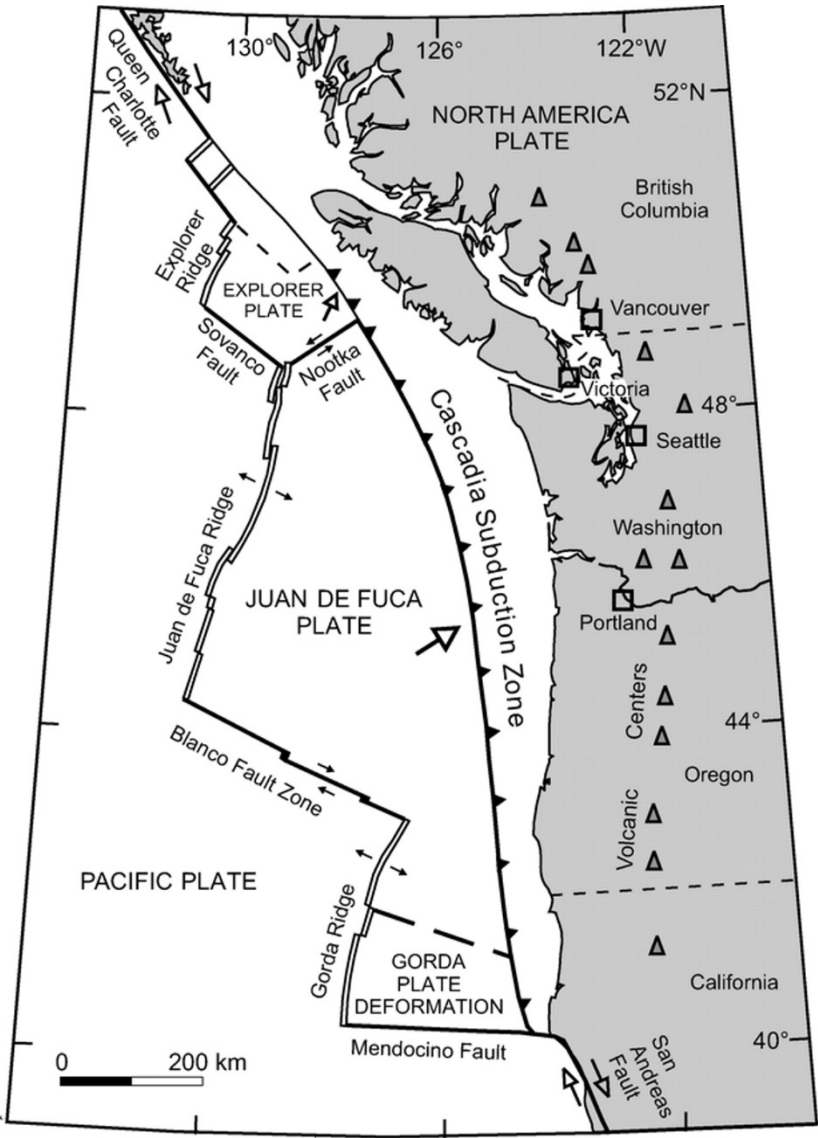 130°
126°
122°W
52°N
Queen
Charlotte
Fault
NORTH AMERICA
PLATE
British
Columbia
Explorer
Ridge
EXPLORER
PLATE
Vancouver
Sovanco
Fault
Nootka
Fault
Victoria
48°
Seattle
Cascadia Subduction Zone
Juan de Fuca Ridge
Washington
JUAN DE FUCA
PLATE
Portland
44°
Volcanic Centers
Oregon
Blanco Fault Zone
PACIFIC PLATE
Gorda Ridge
GORDA
PLATE
DEFORMATION
California
Mendocino Fault
40°
San
Andreas
Fault
0
200 km